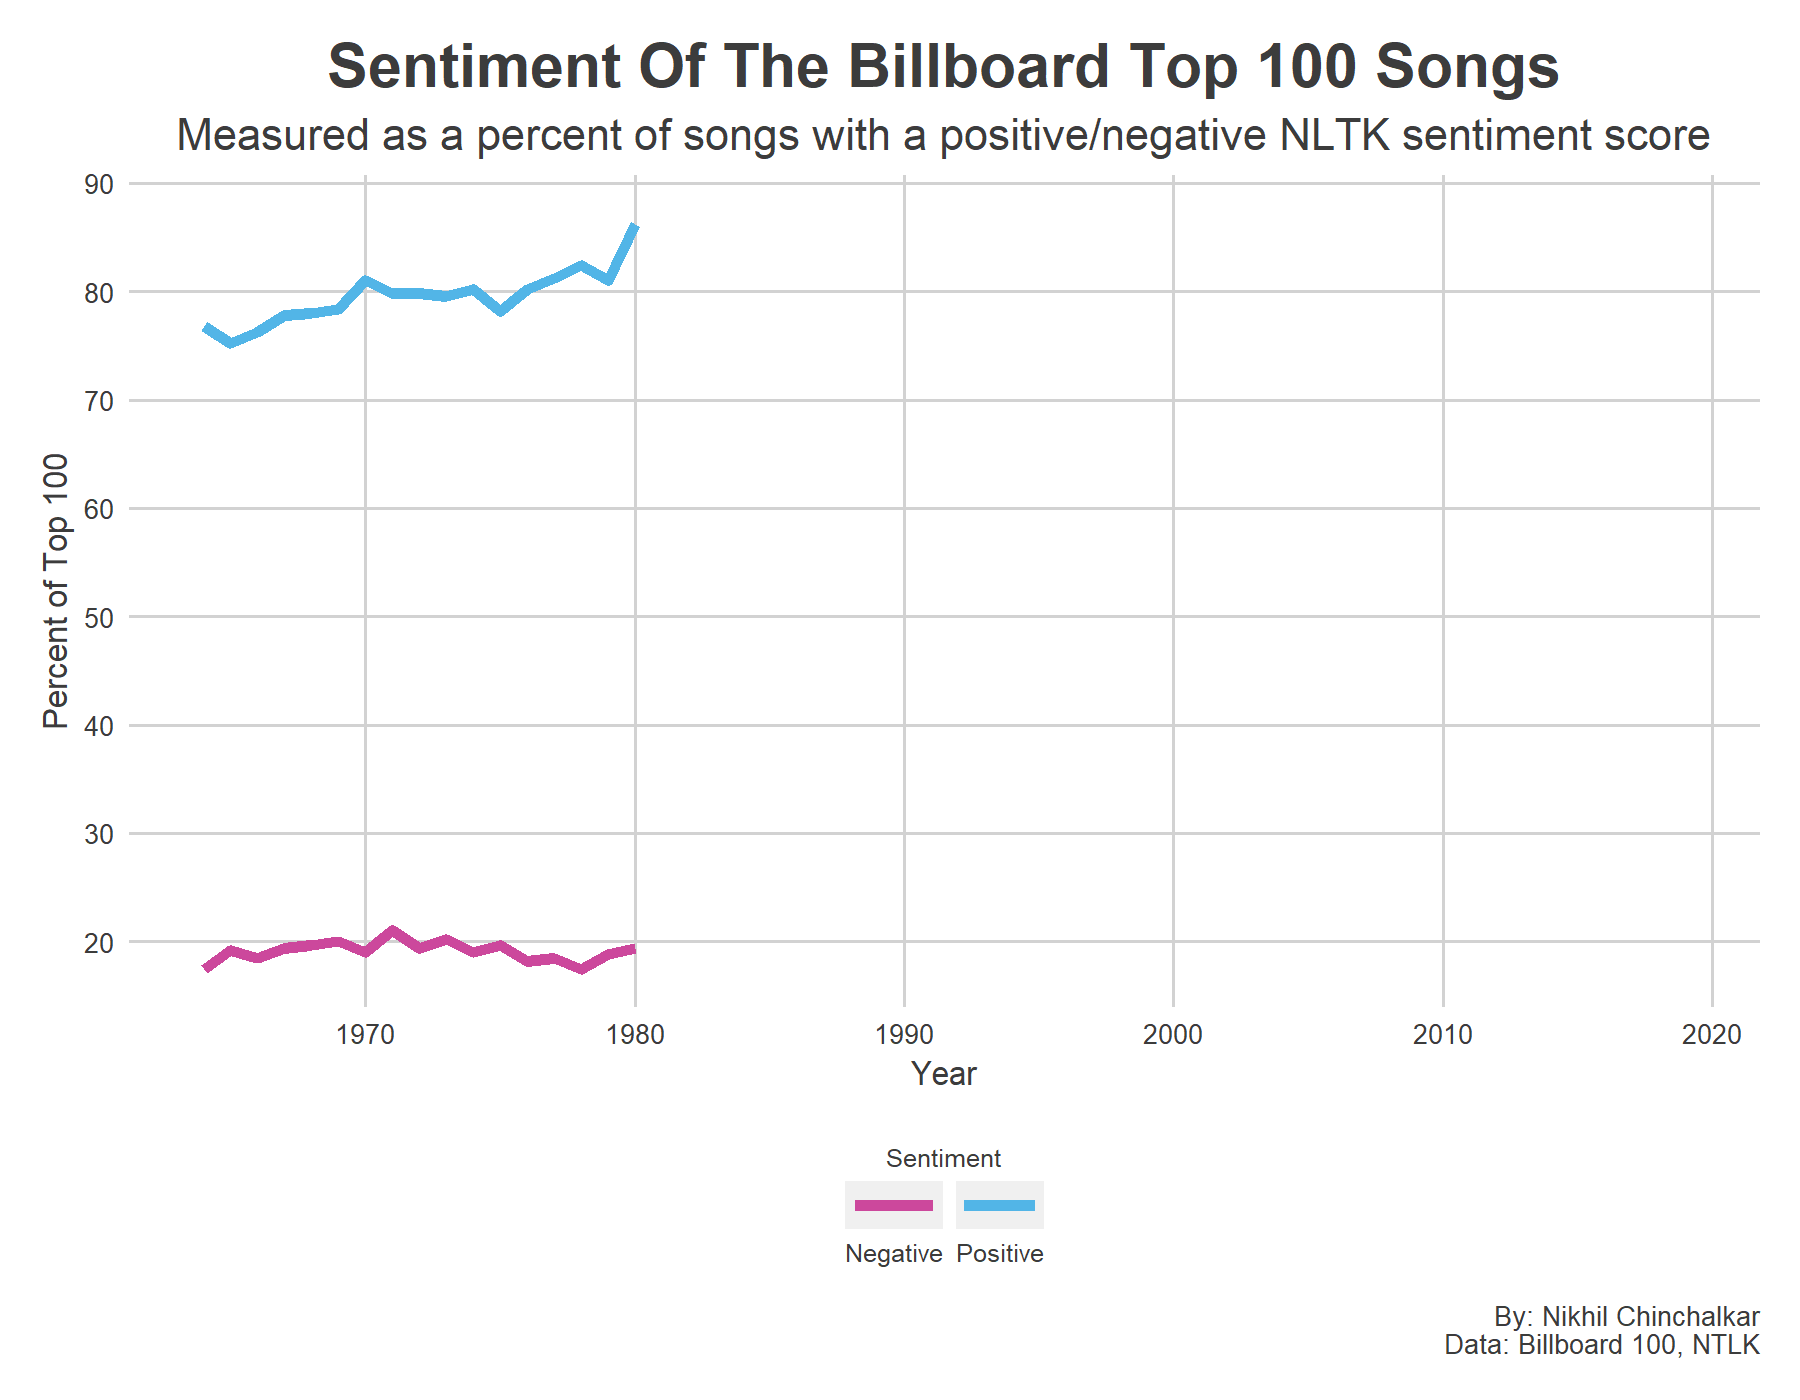 Sentiment Of The Billboard Top 100 Songs
Measured as a percent of songs with a positive/negative NLTK sentiment score
90
80
70
60
50
40
30
20
Percent of Top 100
1970 1980 1990 2000 2010 2020
Year
Sentiment
Negative Positive
By: Nikhil Chinchalkar
Data: Billboard 100, NTLK